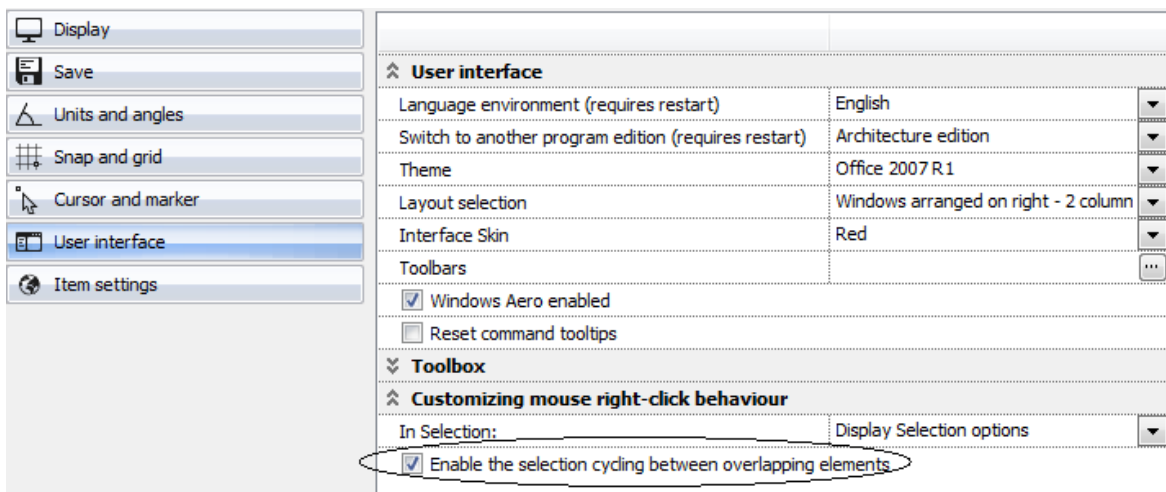 Display
Save
Units and angles
Snap and grid
Cursor and marker
User interface
Item settings
User interface
Language environment (requires restart) English
Switch to another program edition (requires restart) Architecture edition
Theme Office 2007 R1
Layout selection Windows arranged on right - 2 column
Interface Skin Red
Toolbars ...
Windows Aero enabled
Reset command tooltips
Toolbox
Customizing mouse right-click behaviour
In Selection: Display Selection options
Enable the selection cycling between overlapping elements